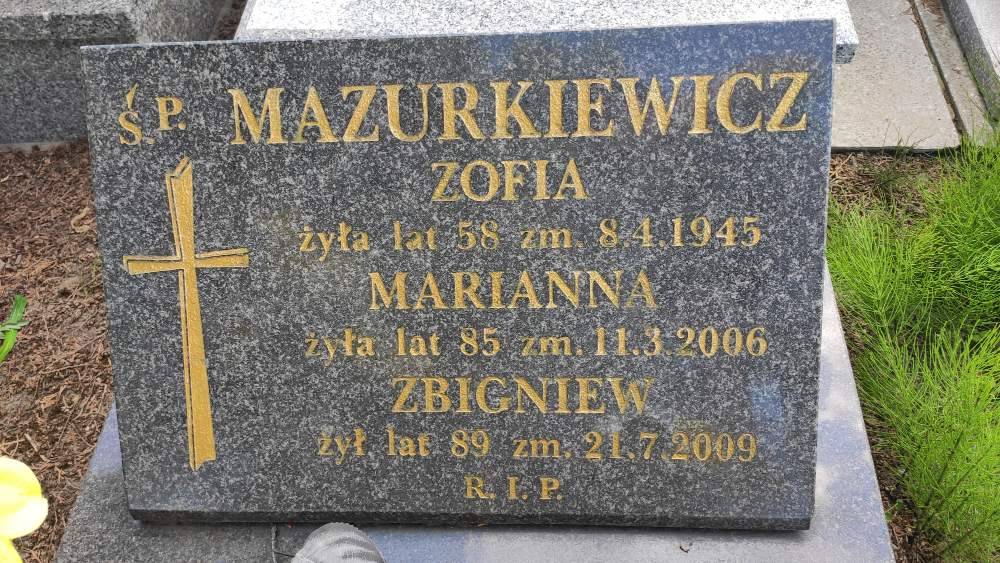 Ś.P. MAZURKIEWICZ
ZOFIA
żyła lat 58 zm. 8.4.1945
MARIANNA
żyła lat 85 zm. 11.3.2006
ZBIGNIEW
żył lat 89 zm. 21.7.2009
R. I. P.